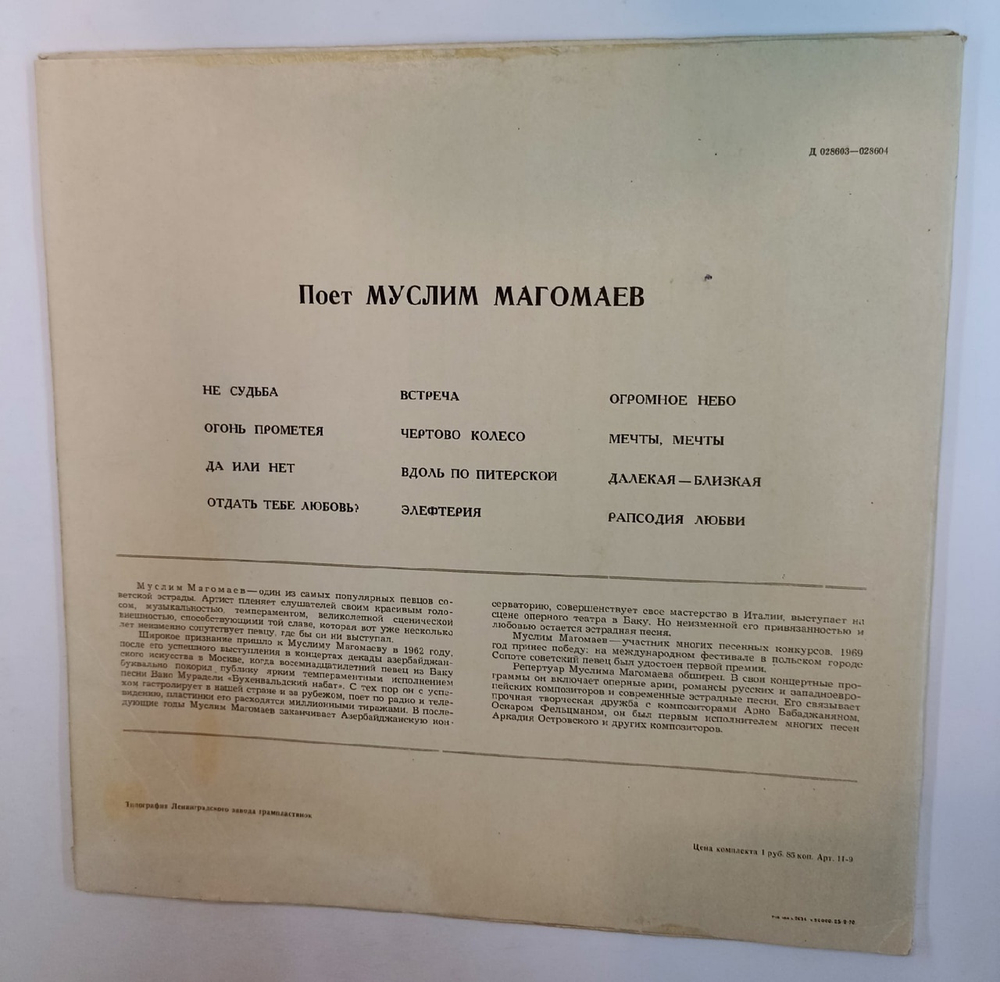 Д 028603—028604
Поет МУСЛИМ МАГОМАЕВ
НЕ СУДЬБА
ОГОНЬ ПРОМЕТЕЯ
ДА ИЛИ НЕТ
ОТДАТЬ ТЕБЕ ЛЮБОВЬ?
ВСТРЕЧА
ЧЕРТОВО КОЛЕСО
ВДОЛЬ ПО ПИТЕРСКОЙ
ЭЛЕФТЕРИЯ
ОГРОМНОЕ НЕБО
МЕЧТЫ, МЕЧТЫ
ДАЛЕКАЯ — БЛИЗКАЯ
РАПСОДИЯ ЛЮБВИ
Муслим Магомаев — один из самых популярных певцов со-
ветской эстрады. Артист пленяет слушателей своим красивым голо-
сом, музыкальностью, темпераментом, великолепной сценической
внешностью, способствующими той славе, которая вот уже несколько
лет неизменно сопутствует певцу, где бы он ни выступал.
Широкое признание пришло к Муслиму Магомаеву в 1962 году,
после его успешного выступления в концертах декады азербайджан-
ского искусства в Москве, когда восемнадцатилетний певец из Баку
буквально покорил публику ярким темпераментным исполнением
песни Вано Мурадели «Бухенвальдский набат». С тех пор он с успе-
хом гастролирует в нашей стране и за рубежом, поет по радио и теле-
видению, пластинки его расходятся миллионными тиражами. В после-
дующие годы Муслим Магомаев заканчивает Азербайджанскую кон-
серваторию, совершенствует свое мастерство в Италии, выступает на
сцене оперного театра в Баку. Но неизменной его привязанностью и
любовью остается эстрадная песня.
Муслим Магомаев — участник многих песенных конкурсов. 1969
год принес победу: на международном фестивале в польском городе
Сопоте советский певец был удостоен первой премии.
Репертуар Муслима Магомаева обширен. В свои концертные про-
граммы он включает оперные арии, романсы русских и западноевро-
пейских композиторов и современные эстрадные песни. Его связывает
прочная творческая дружба с композиторами Арно Бабаджаняном,
Оскаром Фельцманом, он был первым исполнителем многих песен
Аркадия Островского и других композиторов.
Типография Ленинградского завода грампластинок
Цена комплекта 1 руб. 85 коп. Арт. 11-9